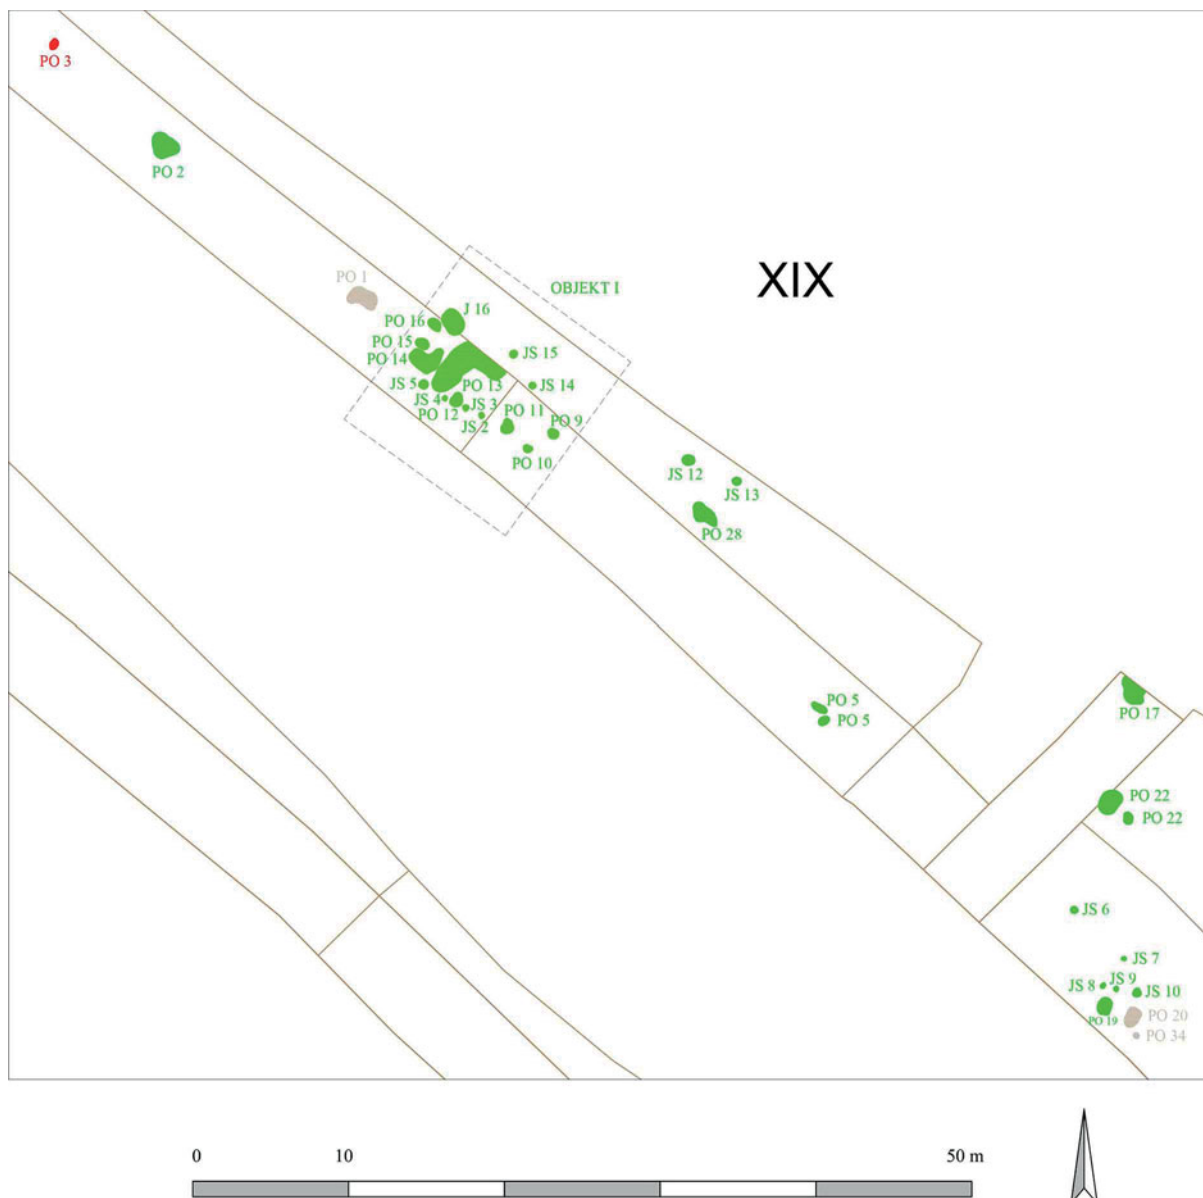 PO 3
PO 2
XIX
PO 1
OBJEKT I
J 16
PO 16
PO 15
JS 15
PO 14
JS 5
PO 13
JS 14
JS 4
JS 3
PO 12
JS 2
PO 11
PO 9
PO 10
JS 12
JS 13
PO 28
PO 5
PO 5
PO 17
PO 22
PO 22
JS 6
JS 7
JS 8
JS 9
JS 10
PO 19
PO 20
PO 34
0 10 50 m